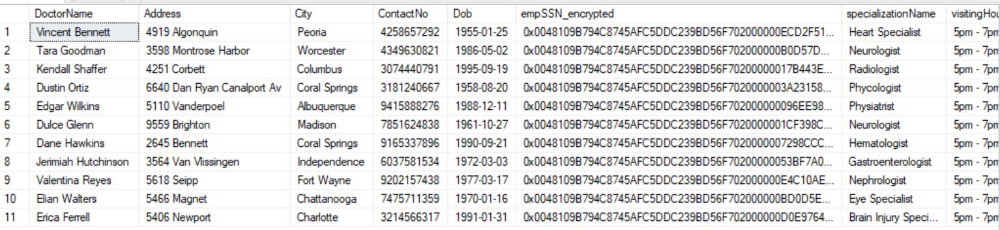 DoctorName Address City ContactNo Dob empSSN_encrypted specializationName visitingHou
1 Vincent Bennett 4919 Algonquin Peoria 4258657292 1955-01-25 0x0048109B794C8745AFC5DDC239BD56F702000000ECD2F51... Heart Specialist 5pm - 7pm
2 Tara Goodman 3598 Montrose Harbor Worcester 4349630821 1986-05-02 0x0048109B794C8745AFC5DDC239BD56F702000000B0D57D... Neurologist 5pm - 7pm
3 Kendall Shaffer 4251 Corbett Columbus 3074440791 1995-09-19 0x0048109B794C8745AFC5DDC239BD56F70200000017B443E... Radiologist 5pm - 7pm
4 Dustin Ortiz 6640 Dan Ryan Canalport Av Coral Springs 3181240667 1958-08-20 0x0048109B794C8745AFC5DDC239BD56F7020000003A23158... Phycologist 5pm - 7pm
5 Edgar Wilkins 5110 Vanderpoel Albuquerque 9415888276 1988-12-11 0x0048109B794C8745AFC5DDC239BD56F702000000096EE98... Physiatrist 5pm - 7pm
6 Dulce Glenn 9559 Brighton Madison 7851624838 1961-10-27 0x0048109B794C8745AFC5DDC239BD56F7020000001CF398C... Neurologist 5pm - 7pm
7 Dane Hawkins 2645 Bennett Coral Springs 9165337896 1990-09-21 0x0048109B794C8745AFC5DDC239BD56F7020000007298CCC... Hematologist 5pm - 7pm
8 Jerimiah Hutchinson 3564 Van Vlissingen Independence 6037581534 1972-03-03 0x0048109B794C8745AFC5DDC239BD56F70200000053BF7A0... Gastroenterologist 5pm - 7pm
9 Valentina Reyes 5618 Seipp Fort Wayne 9202157438 1977-03-17 0x0048109B794C8745AFC5DDC239BD56F702000000E4C10AE... Nephrologist 5pm - 7pm
10 Elian Walters 5466 Magnet Chattanooga 7475711359 1970-01-16 0x0048109B794C8745AFC5DDC239BD56F702000000BD0D5E... Eye Specialist 5pm - 7pm
11 Erica Ferrell 5406 Newport Charlotte 3214566317 1991-01-31 0x0048109B794C8745AFC5DDC239BD56F702000000D0E9764... Brain Injury Speci... 5pm - 7pm